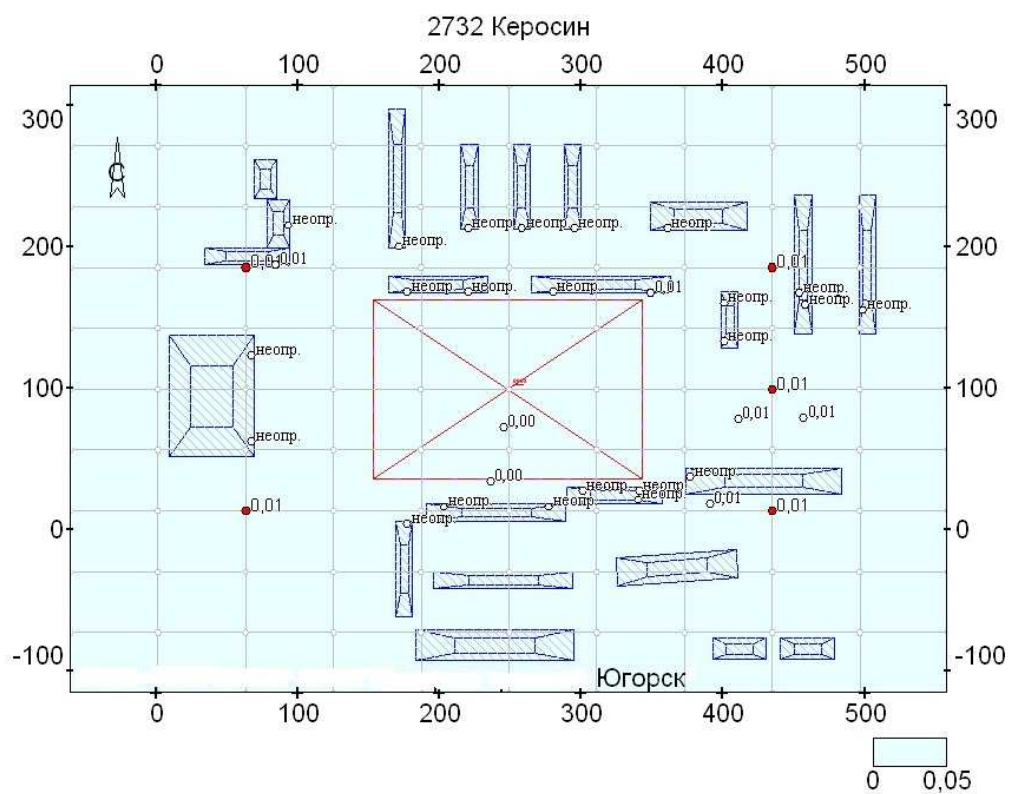 2732 Керосин
0 100 200 300 400 500
300 300
С
неопр.
неопр. неопр. неопр. неопр.
200 неопр. 200
0,01 0,01 0,01
неопр. неопр. неопр. 0,01 неопр.
неопр. неопр. неопр.
неопр.
неопр.
100 100
0,01
0,01 0,01
0,00
неопр.
0,00 неопр.
неопр. неопр.
неопр. неопр. неопр. 0,01
0,01 0,01
неопр.
0 0
-100 -100
Югорск
0 100 200 300 400 500
0 0,05